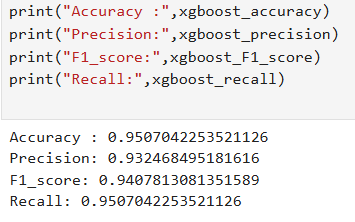 print("Accuracy :",xgboost_accuracy)
print("Precision:",xgboost_precision)
print("F1_score:",xgboost_F1_score)
print("Recall:",xgboost_recall)
Accuracy : 0.9507042253521126
Precision: 0.932468495181616
F1_score: 0.9407813081351589
Recall: 0.9507042253521126